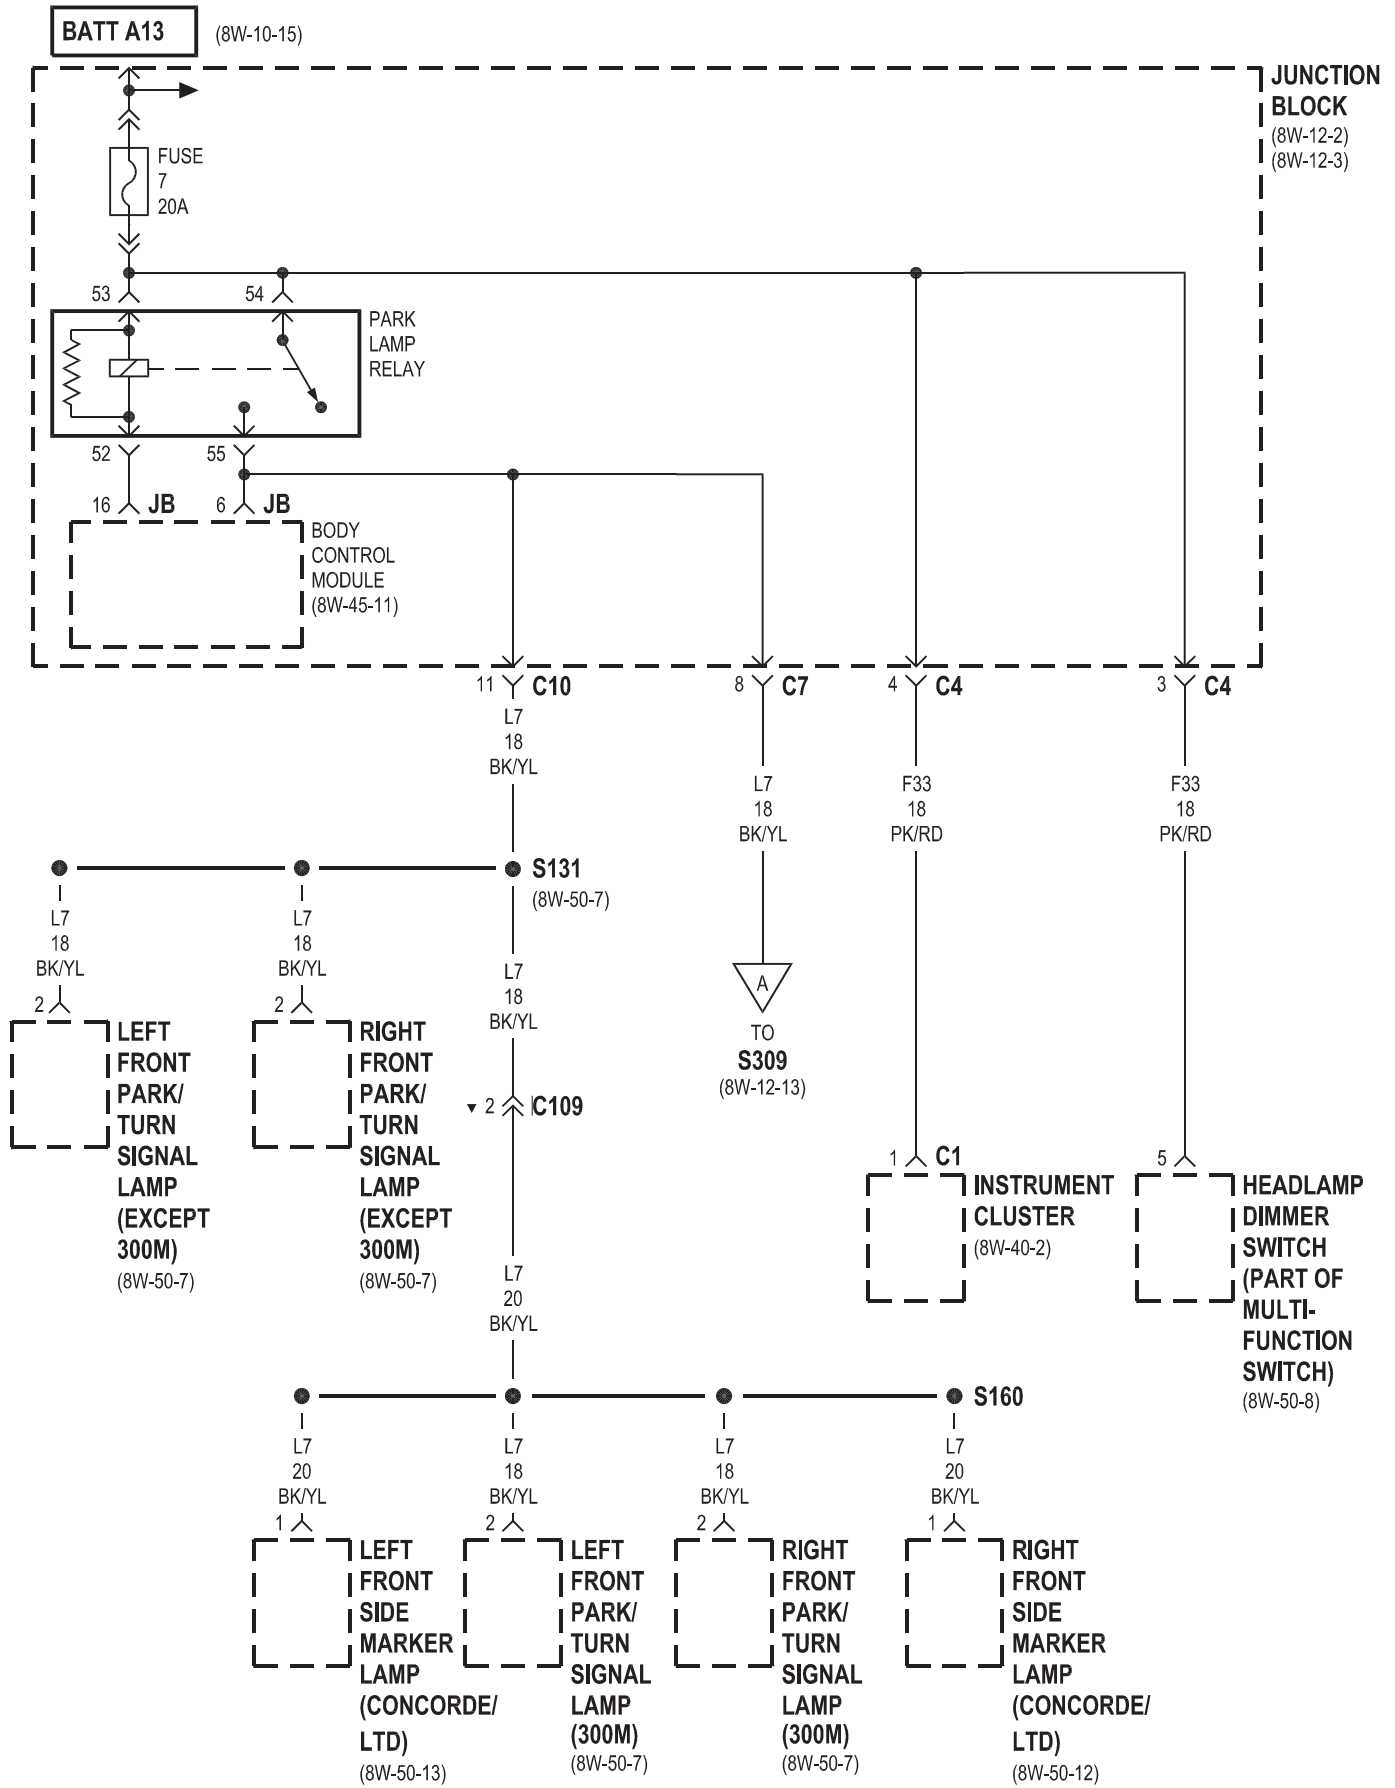 BATT A13
(8W-10-15)
JUNCTION
BLOCK
(8W-12-2)
(8W-12-3)
FUSE
7
20A
53
54
PARK
LAMP
RELAY
52
55
16
JB
6
JB
BODY
CONTROL
MODULE
(8W-45-11)
11
C10
8
C7
4
C4
3
C4
L7
18
BK/YL
L7
18
BK/YL
F33
18
PK/RD
F33
18
PK/RD
S131
(8W-50-7)
L7
18
BK/YL
L7
18
BK/YL
L7
18
BK/YL
A
TO
S309
(8W-12-13)
2
LEFT
FRONT
PARK/
TURN
SIGNAL
LAMP
(EXCEPT
300M)
(8W-50-7)
2
RIGHT
FRONT
PARK/
TURN
SIGNAL
LAMP
(EXCEPT
300M)
(8W-50-7)
2
C109
1
C1
INSTRUMENT
CLUSTER
(8W-40-2)
5
HEADLAMP
DIMMER
SWITCH
(PART OF
MULTI-
FUNCTION
SWITCH)
(8W-50-8)
L7
20
BK/YL
S160
L7
20
BK/YL
L7
18
BK/YL
L7
18
BK/YL
L7
20
BK/YL
1
LEFT
FRONT
SIDE
MARKER
LAMP
(CONCORDE/
LTD)
(8W-50-13)
2
LEFT
FRONT
PARK/
TURN
SIGNAL
LAMP
(300M)
(8W-50-7)
2
RIGHT
FRONT
PARK/
TURN
SIGNAL
LAMP
(300M)
(8W-50-7)
1
RIGHT
FRONT
SIDE
MARKER
LAMP
(CONCORDE/
LTD)
(8W-50-12)